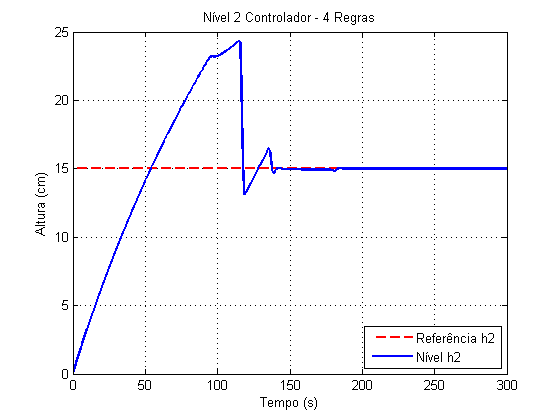 Nível 2 Controlador - 4 Regras
25
20
15
10
5
0
Altura (cm)
0 50 100 150 200 250 300
Tempo (s)
Referência h2
Nível h2